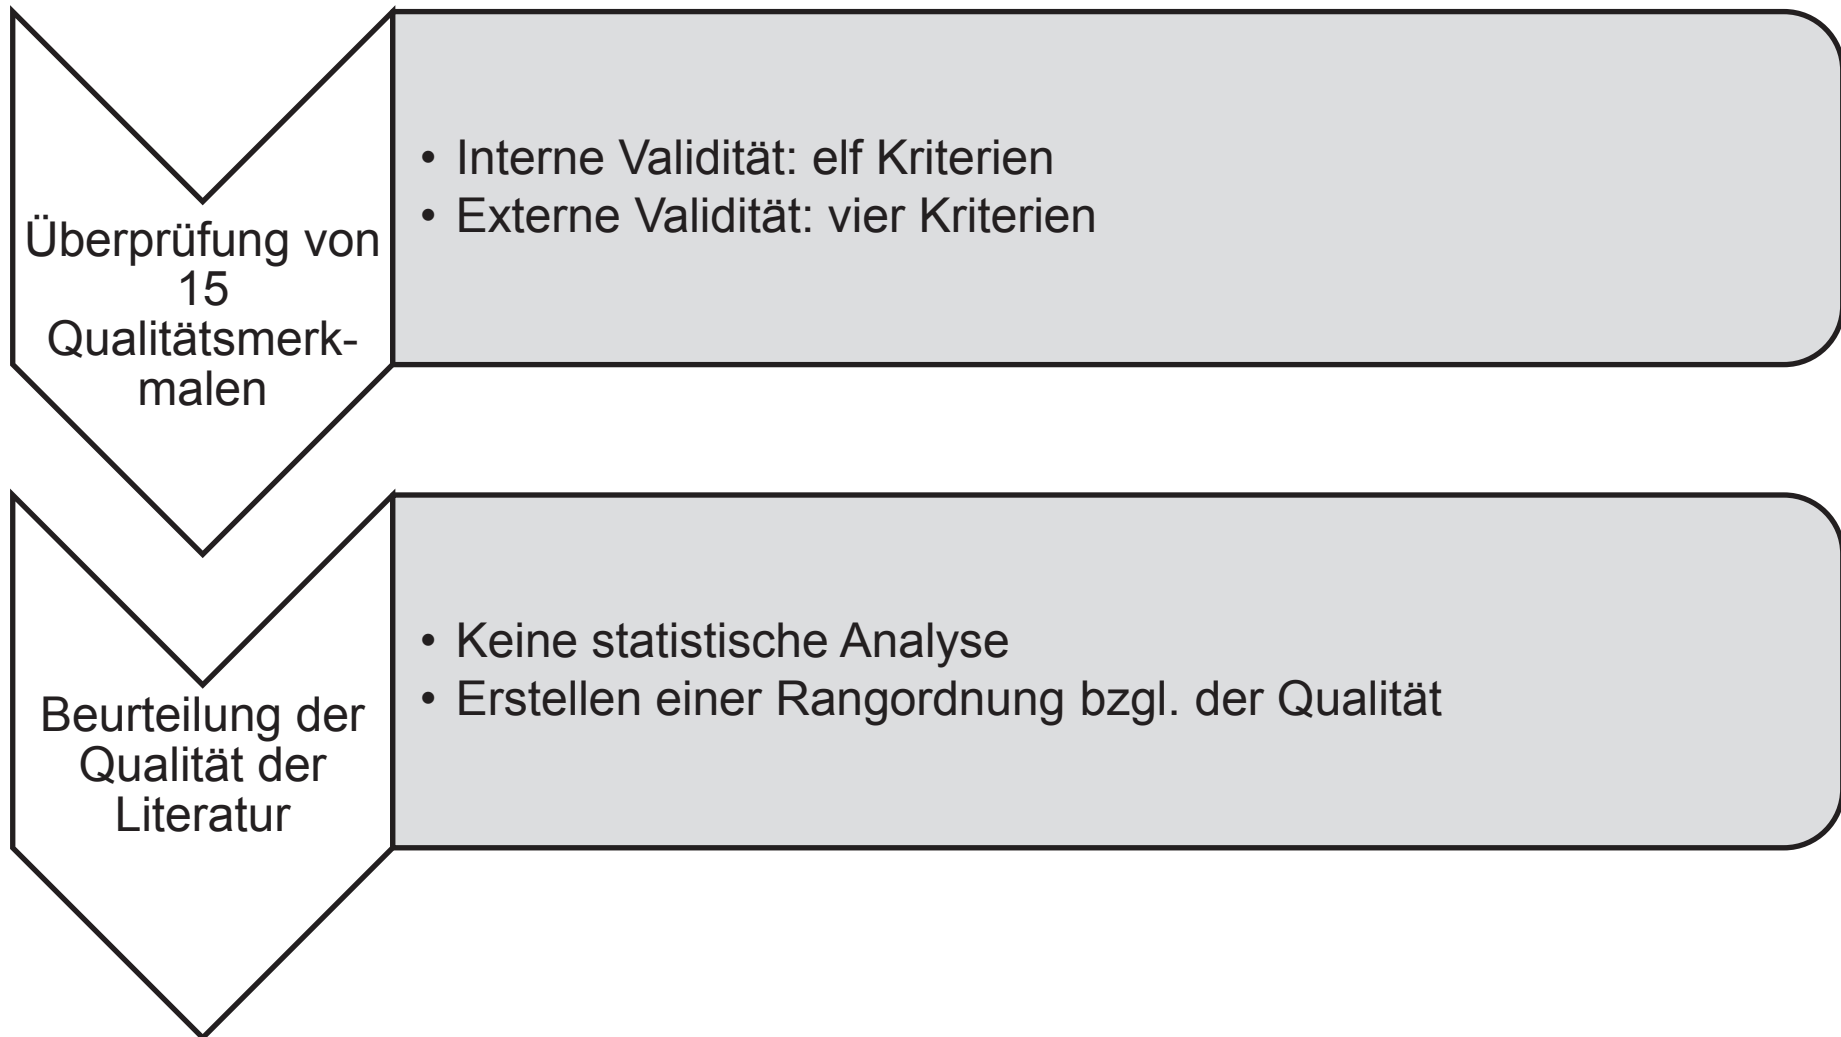 Überprüfung von
15
Qualitätsmerk-
malen
• Interne Validität: elf Kriterien
• Externe Validität: vier Kriterien
Beurteilung der
Qualität der
Literatur
• Keine statistische Analyse
• Erstellen einer Rangordnung bzgl. der Qualität